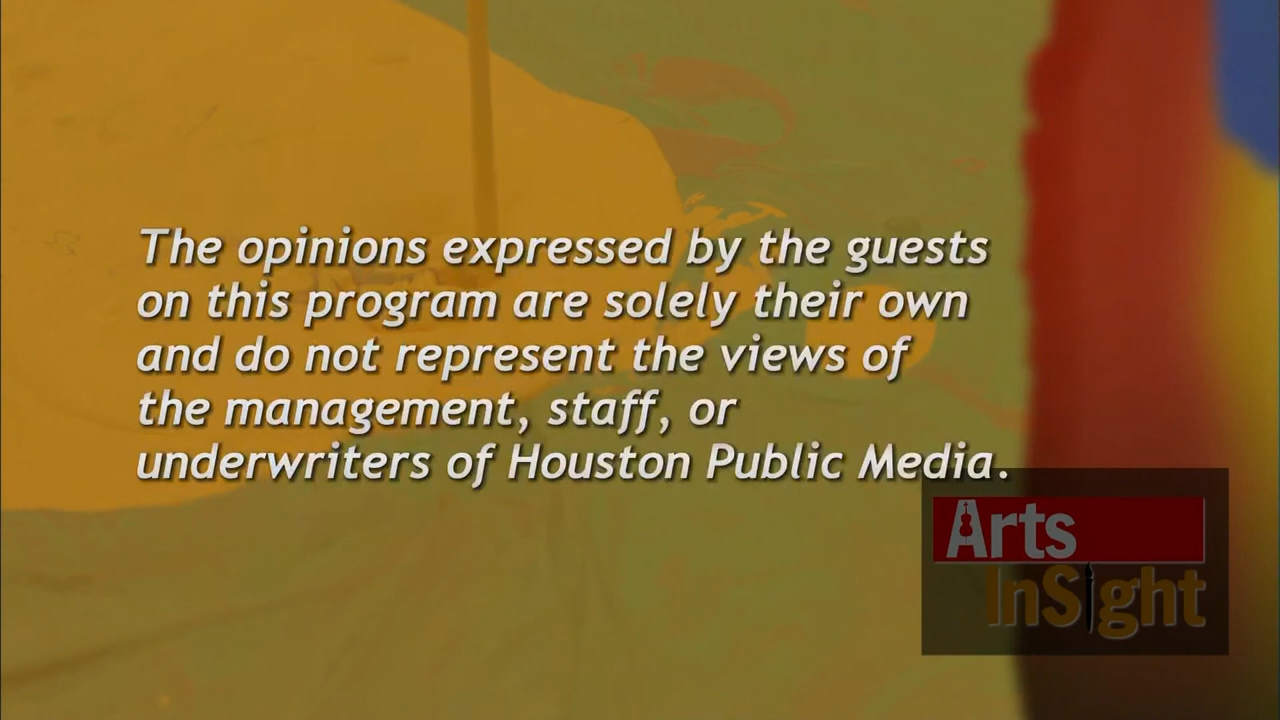 The opinions expressed by the guests
on this program are solely their own
and do not represent the views of
the management, staff, or
underwriters of Houston Public Media.
Arts
InSight